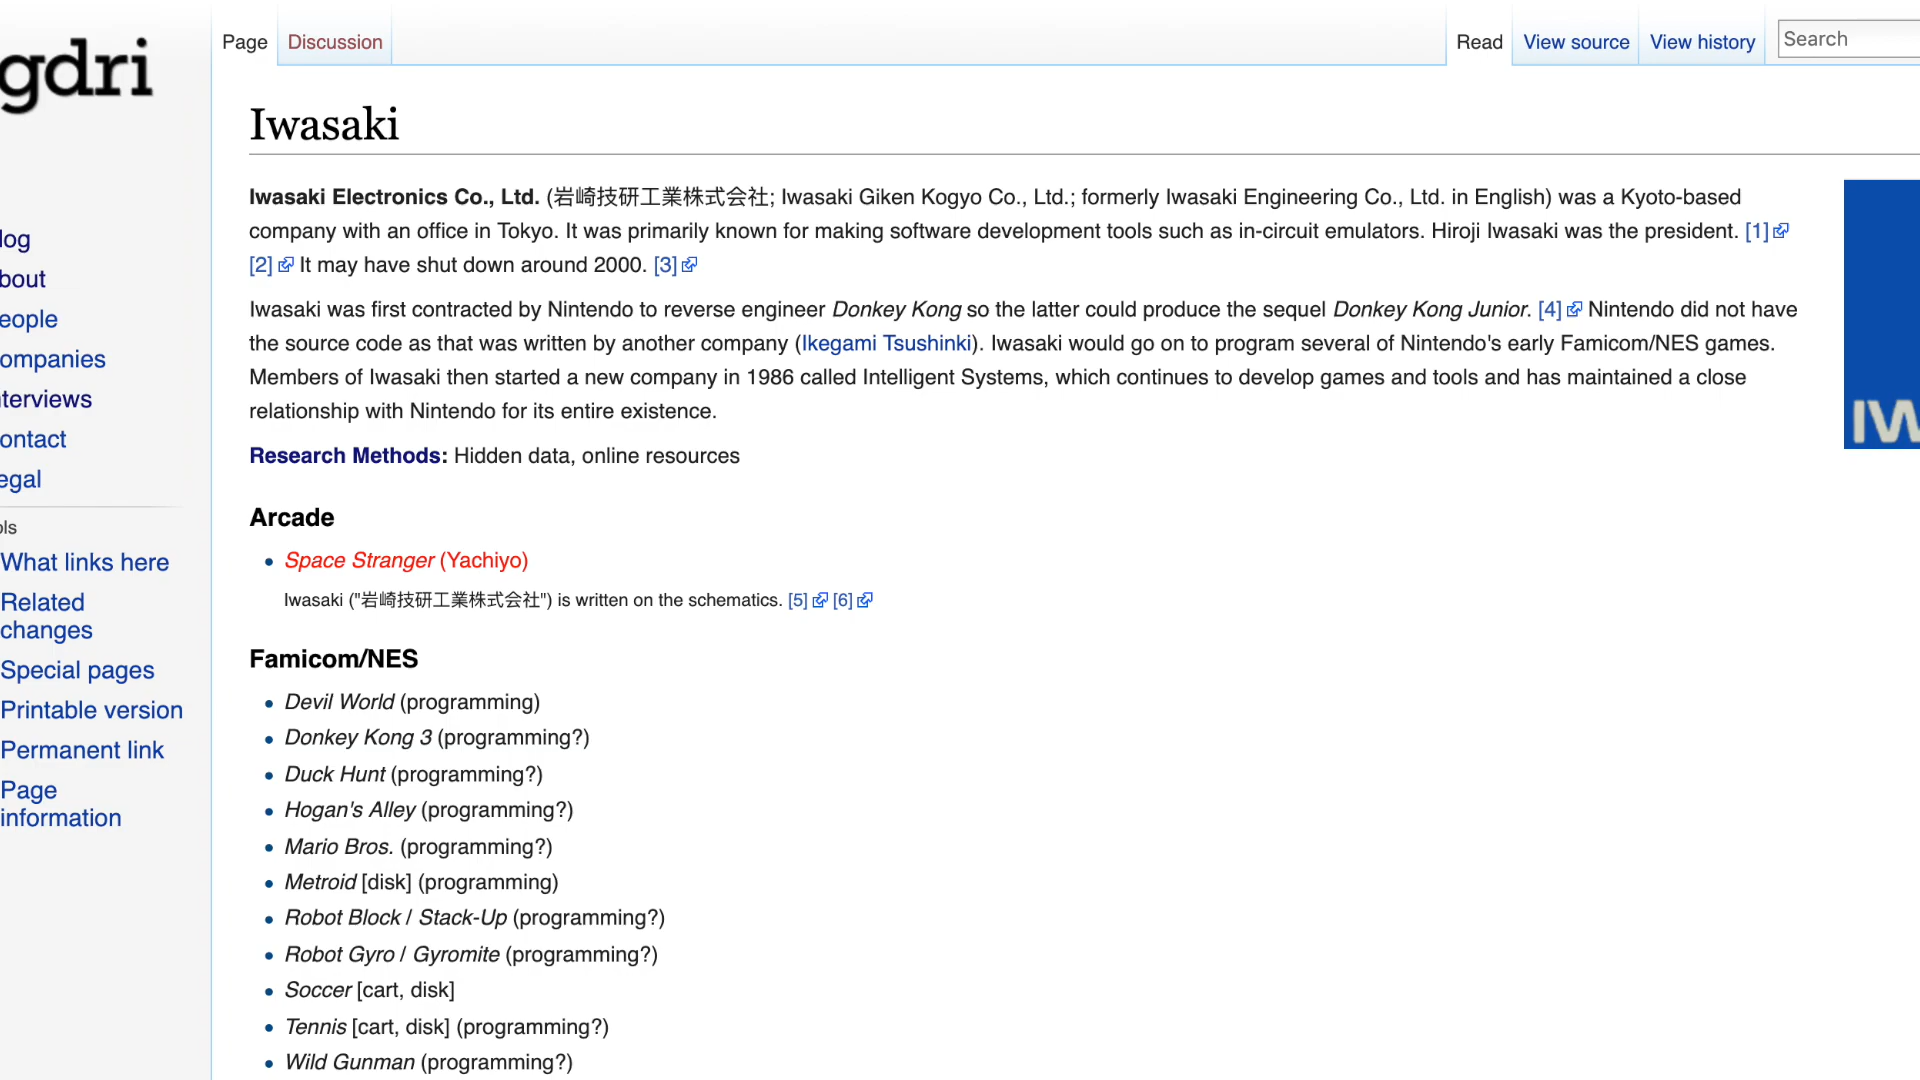 gdri
Page
Discussion
Read
View source
View history
Search
Iwasaki
Iwasaki Electronics Co., Ltd. (岩崎技研工業株式会社; Iwasaki Giken Kogyo Co., Ltd.; formerly Iwasaki Engineering Co., Ltd. in English) was a Kyoto-based
company with an office in Tokyo. It was primarily known for making software development tools such as in-circuit emulators. Hiroji Iwasaki was the president. [1]
[2] It may have shut down around 2000. [3]
Iwasaki was first contracted by Nintendo to reverse engineer Donkey Kong so the latter could produce the sequel Donkey Kong Junior. [4] Nintendo did not have
the source code as that was written by another company (Ikegami Tsushinki). Iwasaki would go on to program several of Nintendo's early Famicom/NES games.
Members of Iwasaki then started a new company in 1986 called Intelligent Systems, which continues to develop games and tools and has maintained a close
relationship with Nintendo for its entire existence.
Research Methods: Hidden data, online resources
Arcade
Space Stranger (Yachiyo)
Iwasaki ("岩崎技研工業株式会社") is written on the schematics. [5] [6]
Famicom/NES
Devil World (programming)
Donkey Kong 3 (programming?)
Duck Hunt (programming?)
Hogan's Alley (programming?)
Mario Bros. (programming?)
Metroid [disk] (programming)
Robot Block / Stack-Up (programming?)
Robot Gyro / Gyromite (programming?)
Soccer [cart, disk]
Tennis [cart, disk] (programming?)
Wild Gunman (programming?)
log
bout
eople
ompanies
nterviews
ontact
egal
ols
What links here
Related
changes
Special pages
Printable version
Permanent link
Page
information
IW